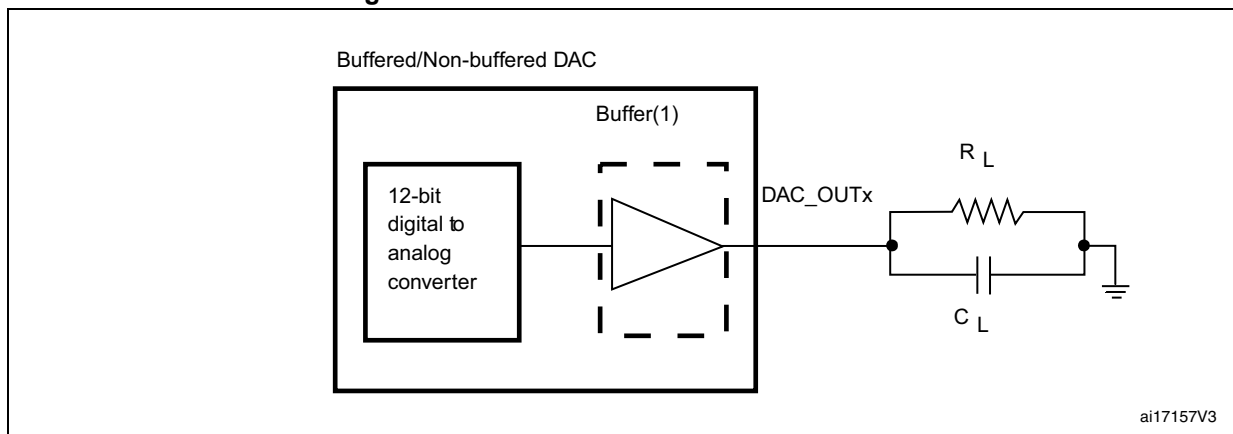 Buffered/Non-buffered DAC
Buffer(1)
12-bit
digital to
analog
converter
DAC_OUTx
R L
C L
ai17157V3